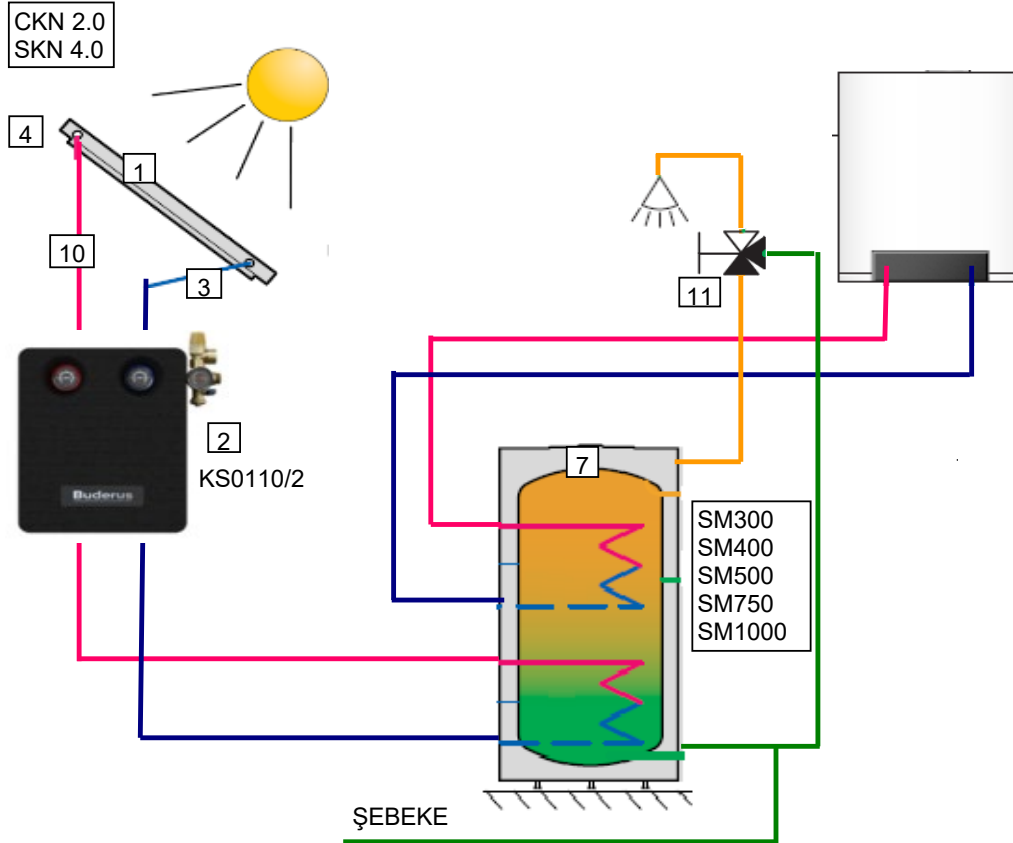 CKN 2.0
SKN 4.0
4
1
10
3
11
2
KS0110/2
Buderus
7
SM300
SM400
SM500
SM750
SM1000
ŞEBEKE